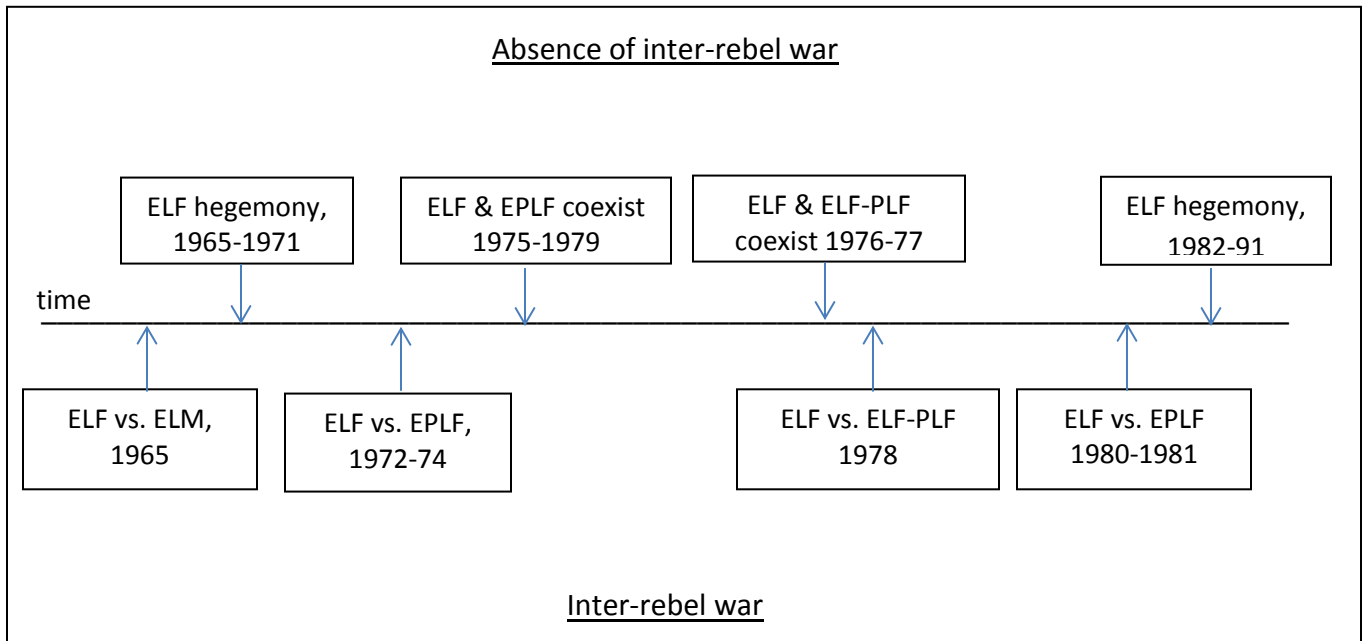 Absence of inter-rebel war
ELF hegemony,
1965-1971
ELF & EPLF coexist
1975-1979
ELF & ELF-PLF
coexist 1976-77
ELF hegemony,
1982-91
time
ELF vs. ELM,
1965
ELF vs. EPLF,
1972-74
ELF vs. ELF-PLF
1978
ELF vs. EPLF
1980-1981
Inter-rebel war